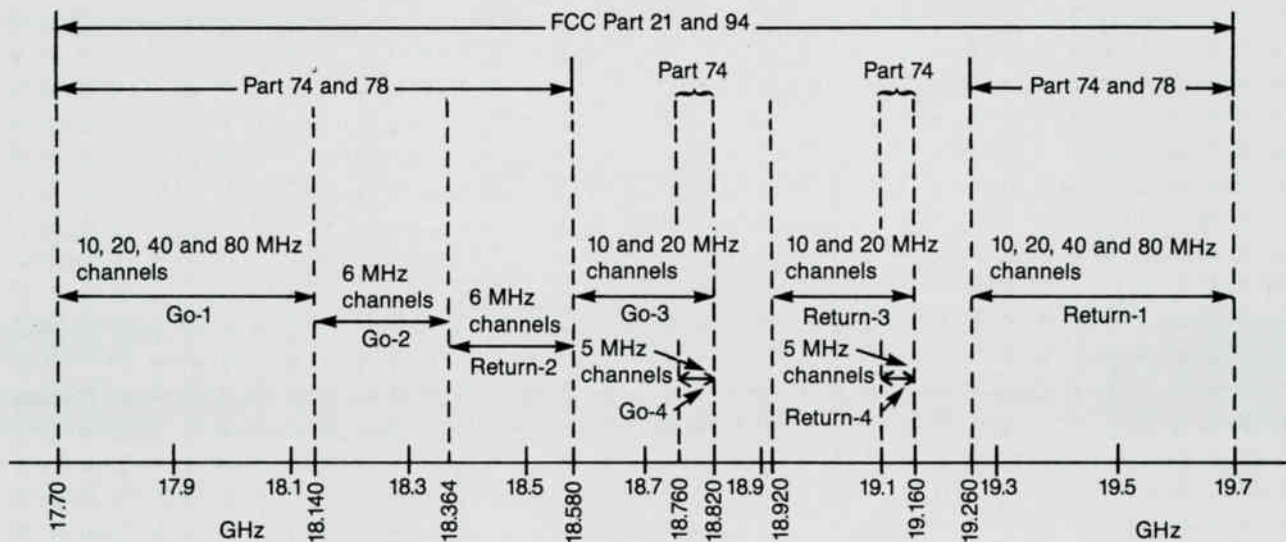 FCC Part 21 and 94
Part 74 and 78
Part 74
Part 74
Part 74 and 78
10, 20, 40 and 80 MHz
channels
Go-1
6 MHz
channels
Go-2
6 MHz
channels
Return-2
10 and 20 MHz
channels
Go-3
5 MHz
channels
Go-4
10 and 20 MHz
channels
Return-3
5 MHz
channels
Return-4
10, 20, 40 and 80 MHz
channels
Return-1
17.70
17.9
18.1
18.140
18.3
18.364
18.5
18.580
18.7
18.760
18.820
18.9
18.920
19.1
19.160
19.260
19.3
19.5
19.7
GHz
GHz